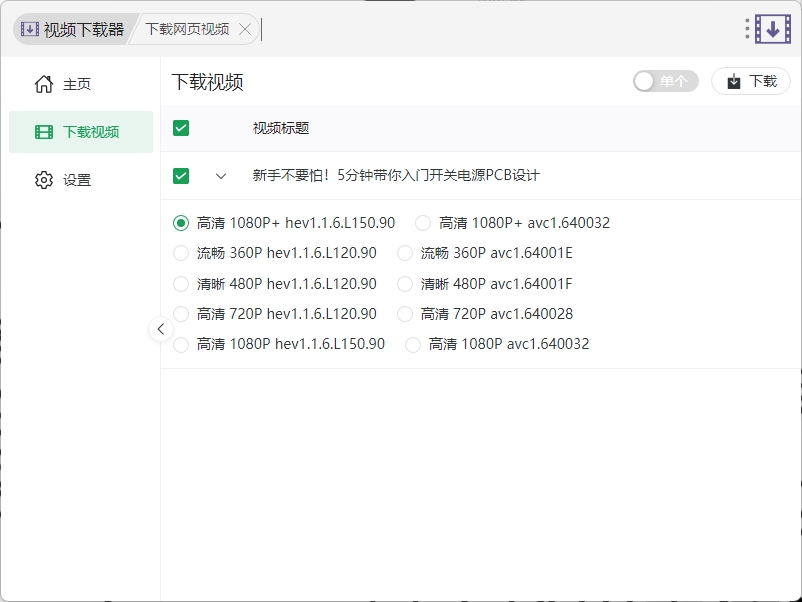 视频下载器 下载网页视频
主页
下载视频
设置
下载视频 单个 下载
视频标题
新手不要怕！5分钟带你入门开关电源PCB设计
高清 1080P+ hev1.1.6.L150.90 高清 1080P+ avc1.640032
流畅 360P hev1.1.6.L120.90 流畅 360P avc1.64001E
清晰 480P hev1.1.6.L120.90 清晰 480P avc1.64001F
高清 720P hev1.1.6.L120.90 高清 720P avc1.640028
高清 1080P hev1.1.6.L150.90 高清 1080P avc1.640032